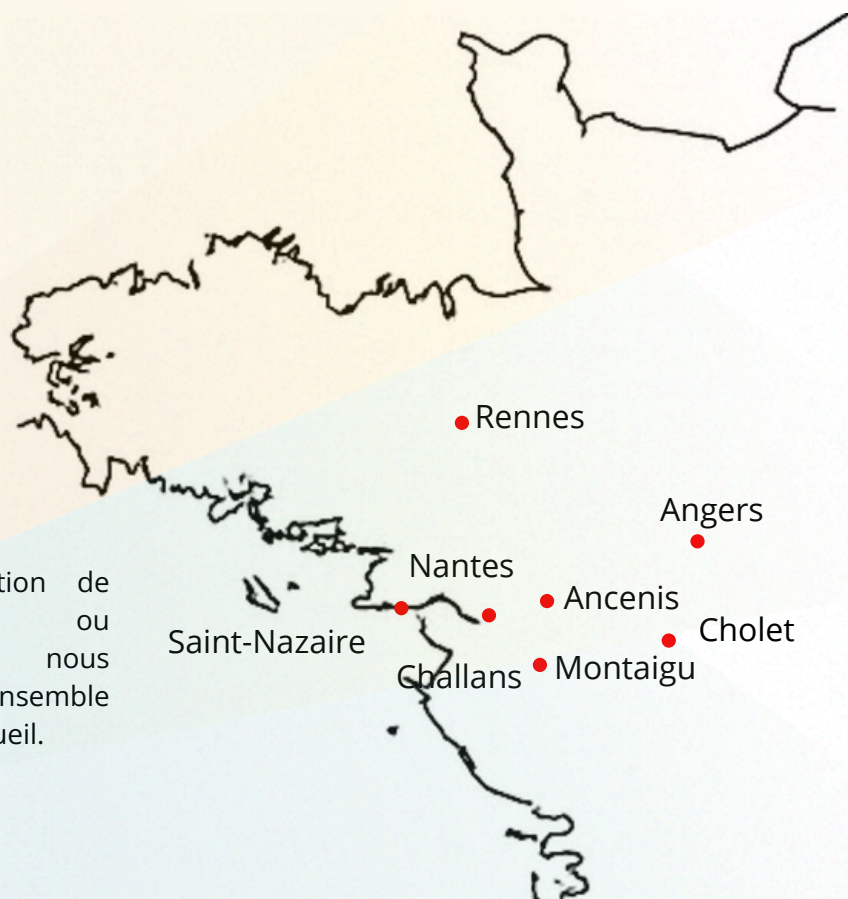 Rennes
Angers
Nantes
Ancenis
Saint-Nazaire
Cholet
Challans
Montaigu
tion de
ou
nous
nsemble
ueil.